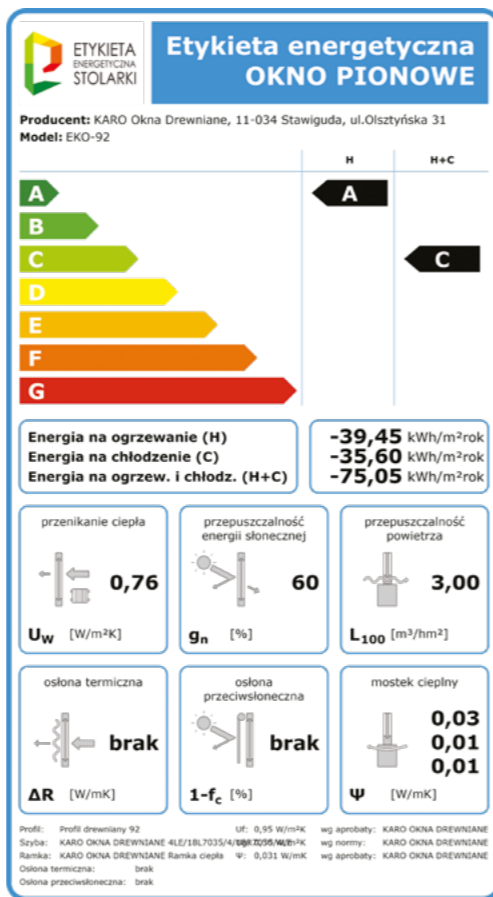 ETYKIETA
ENERGETYCZNA
STOLARKI
Etykieta energetyczna
OKNO PIONOWE
Producent: KARO Okna Drewniane, 11-034 Stawiguda, ul.Olsztyńska 31
Model: EKO-92
H H+C
A A
B
C C
D
E
F
G
Energia na ogrzewanie (H) -39,45 kWh/m²rok
Energia na chłodzenie (C) -35,60 kWh/m²rok
Energia na ogrzew. i chłodz. (H+C) -75,05 kWh/m²rok
przenikanie ciepła
0,76
Uw [W/m²K]
przepuszczalność
energii słonecznej
60
gn [%]
przepuszczalność
powietrza
3,00
L100 [m³/hm²]
osłona termiczna
brak
ΔR [W/mK]
osłona
przeciwsłoneczna
brak
1-fc [%]
mostek cieplny
0,03
0,01
0,01
Ψ [W/mK]
Profil: Profil drewniany 92 Uf: 0,95 W/m²K wg aprobaty: KARO OKNA DREWNIANE
Szyba: KARO OKNA DREWNIANE 4LE/18L7035/4/ wg normy: KARO OKNA DREWNIANE
Ramka: KARO OKNA DREWNIANE Ramka ciepła Ψ: 0,031 W/mK wg aprobaty: KARO OKNA DREWNIANE
Osłona termiczna: brak
Osłona przeciwsłoneczna: brak